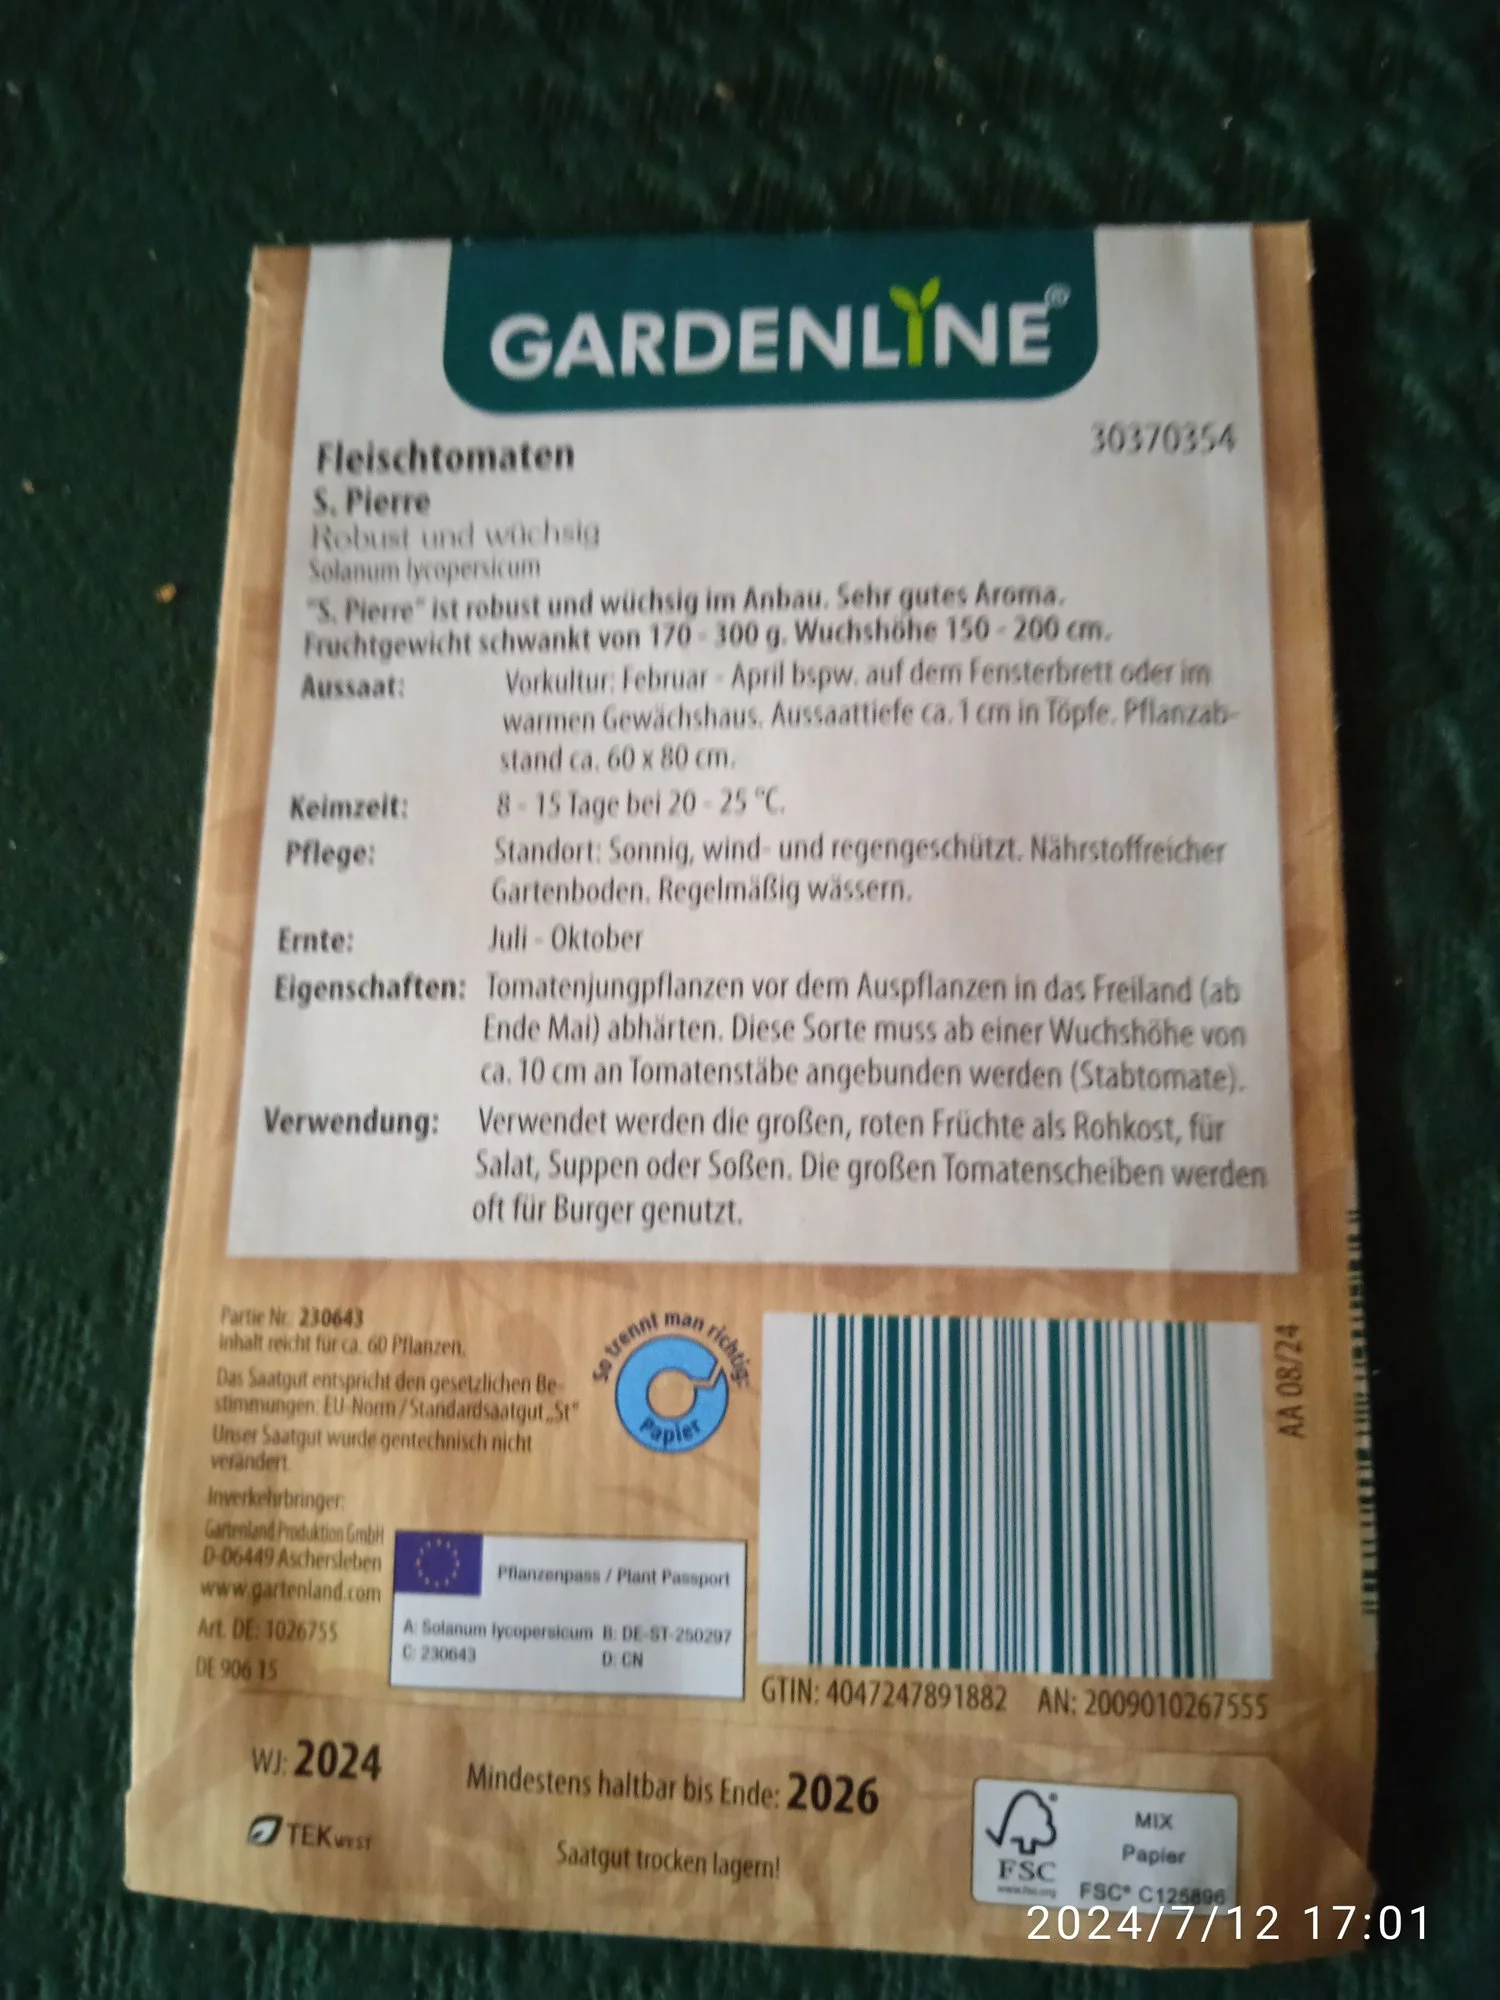 GARDENLINE®
30370354
Fleischtomaten
S. Pierre
Robust und wüchsig
Solanum lycopersicum
"S. Pierre" ist robust und wüchsig im Anbau. Sehr gutes Aroma.
Fruchtgewicht schwankt von 170 - 300 g. Wuchshöhe 150 - 200 cm.
Aussaat: Vorkultur: Februar - April bspw. auf dem Fensterbrett oder im
warmen Gewächshaus. Aussaattiefe ca. 1 cm in Töpfe. Pflanzab-
stand ca. 60 x 80 cm.
Keimzeit: 8 - 15 Tage bei 20 - 25 °C.
Pflege: Standort: Sonnig, wind- und regengeschützt. Nährstoffreicher
Gartenboden. Regelmäßig wässern.
Ernte: Juli - Oktober
Eigenschaften: Tomatenjungpflanzen vor dem Auspflanzen in das Freiland (ab
Ende Mai) abhärten. Diese Sorte muss ab einer Wuchshöhe von
ca. 10 cm an Tomatenstäbe angebunden werden (Stabtomate).
Verwendung: Verwendet werden die großen, roten Früchte als Rohkost, für
Salat, Suppen oder Soßen. Die großen Tomatenscheiben werden
oft für Burger genutzt.
Partie Nr. 230643
Inhalt reicht für ca. 60 Pflanzen.
Das Saatgut entspricht den gesetzlichen Be-
stimmungen: EU-Norm / Standardsaatgut „St"
Unser Saatgut wurde gentechnisch nicht
verändert.
Inverkehrbringer:
Gartenland Produktion GmbH
D-06449 Aschersleben
www.gartenland.com
Art. DE: 1026755
DE 906 15
So trennt man richtig:
Papier
Pflanzenpass / Plant Passport
A: Solanum lycopersicum B: DE-ST-250297
C: 230643 D: CN
AA 08/24
GTIN: 4047247891882 AN: 2009010267555
WJ: 2024
Mindestens haltbar bis Ende: 2026
TEKWEST
Saatgut trocken lagern!
FSC®
www.fsc.org
MIX
Papier
FSC® C125896
2024/7/12 17:01